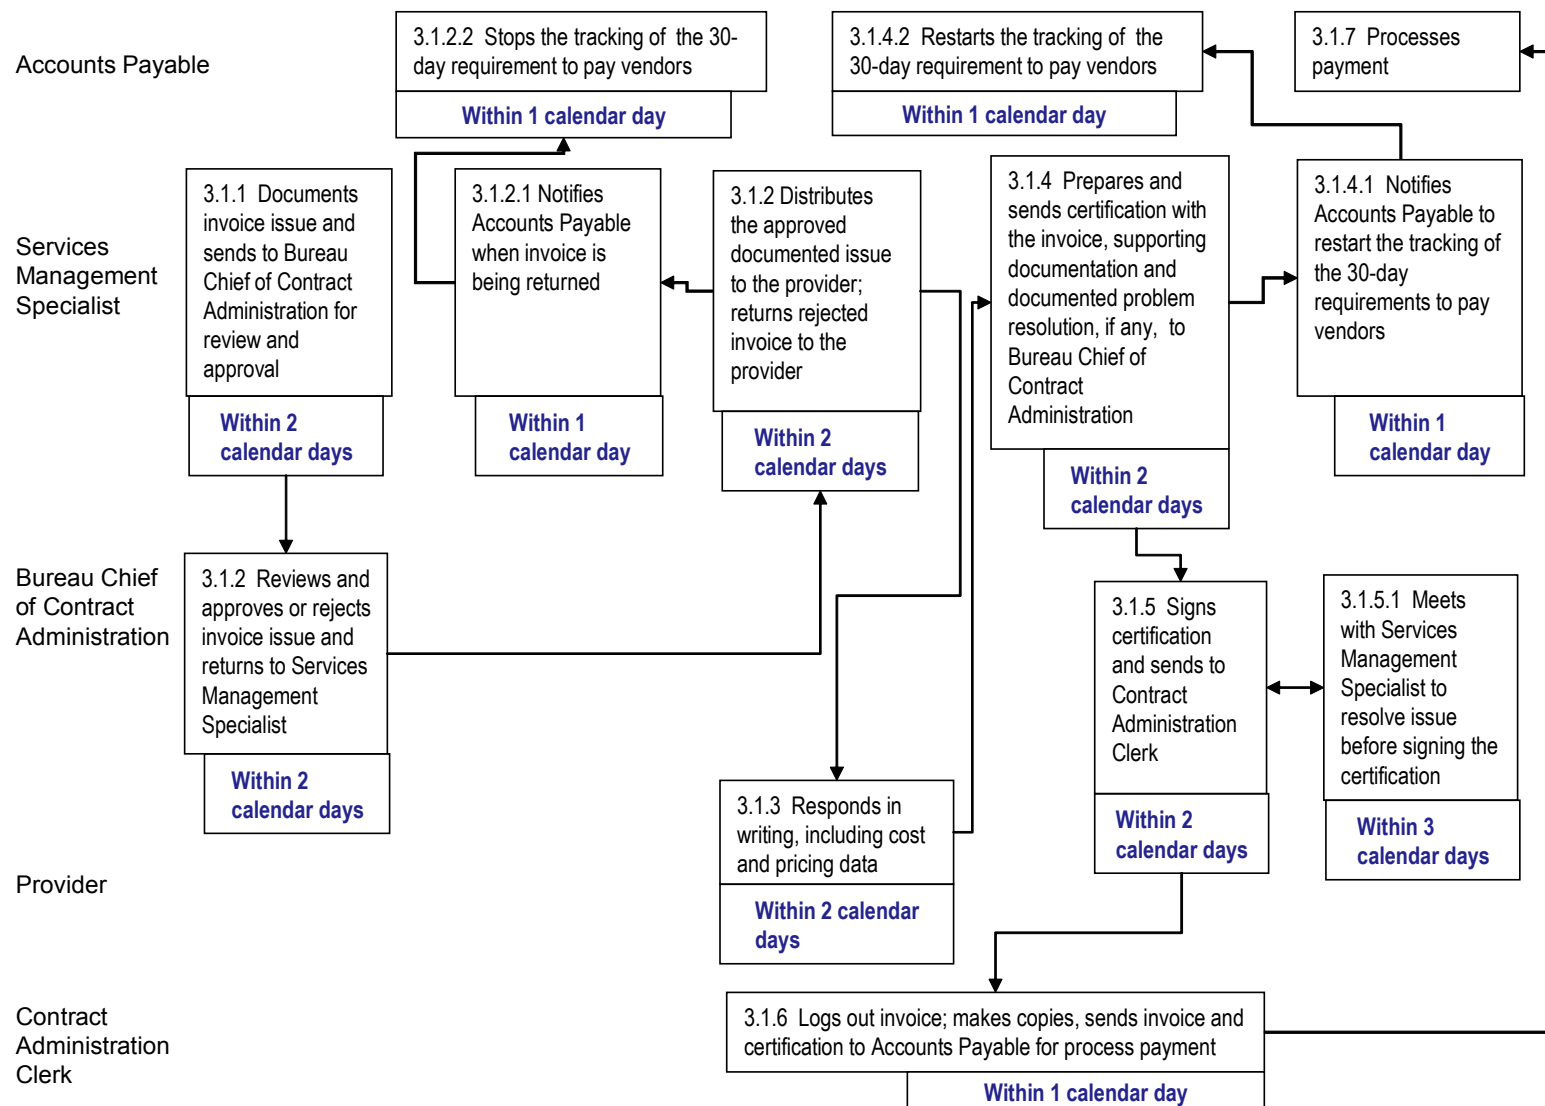 Accounts Payable
3.1.2.2 Stops the tracking of the 30-
day requirement to pay vendors
Within 1 calendar day
3.1.4.2 Restarts the tracking of the
30-day requirement to pay vendors
Within 1 calendar day
3.1.7 Processes
payment
Services
Management
Specialist
3.1.1 Documents
invoice issue and
sends to Bureau
Chief of Contract
Administration for
review and
approval
Within 2
calendar days
3.1.2.1 Notifies
Accounts Payable
when invoice is
being returned
Within 1
calendar day
3.1.2 Distributes
the approved
documented issue
to the provider;
returns rejected
invoice to the
provider
Within 2
calendar days
3.1.4 Prepares and
sends certification with
the invoice, supporting
documentation and
documented problem
resolution, if any, to
Bureau Chief of
Contract
Administration
Within 2
calendar days
3.1.4.1 Notifies
Accounts Payable to
restart the tracking of
the 30-day
requirements to pay
vendors
Within 1
calendar day
Bureau Chief
of Contract
Administration
3.1.2 Reviews and
approves or rejects
invoice issue and
returns to Services
Management
Specialist
Within 2
calendar days
3.1.5 Signs
certification
and sends to
Contract
Administration
Clerk
Within 2
calendar days
3.1.5.1 Meets
with Services
Management
Specialist to
resolve issue
before signing the
certification
Within 3
calendar days
Provider
3.1.3 Responds in
writing, including cost
and pricing data
Within 2 calendar
days
Contract
Administration
Clerk
3.1.6 Logs out invoice; makes copies, sends invoice and
certification to Accounts Payable for process payment
Within 1 calendar day